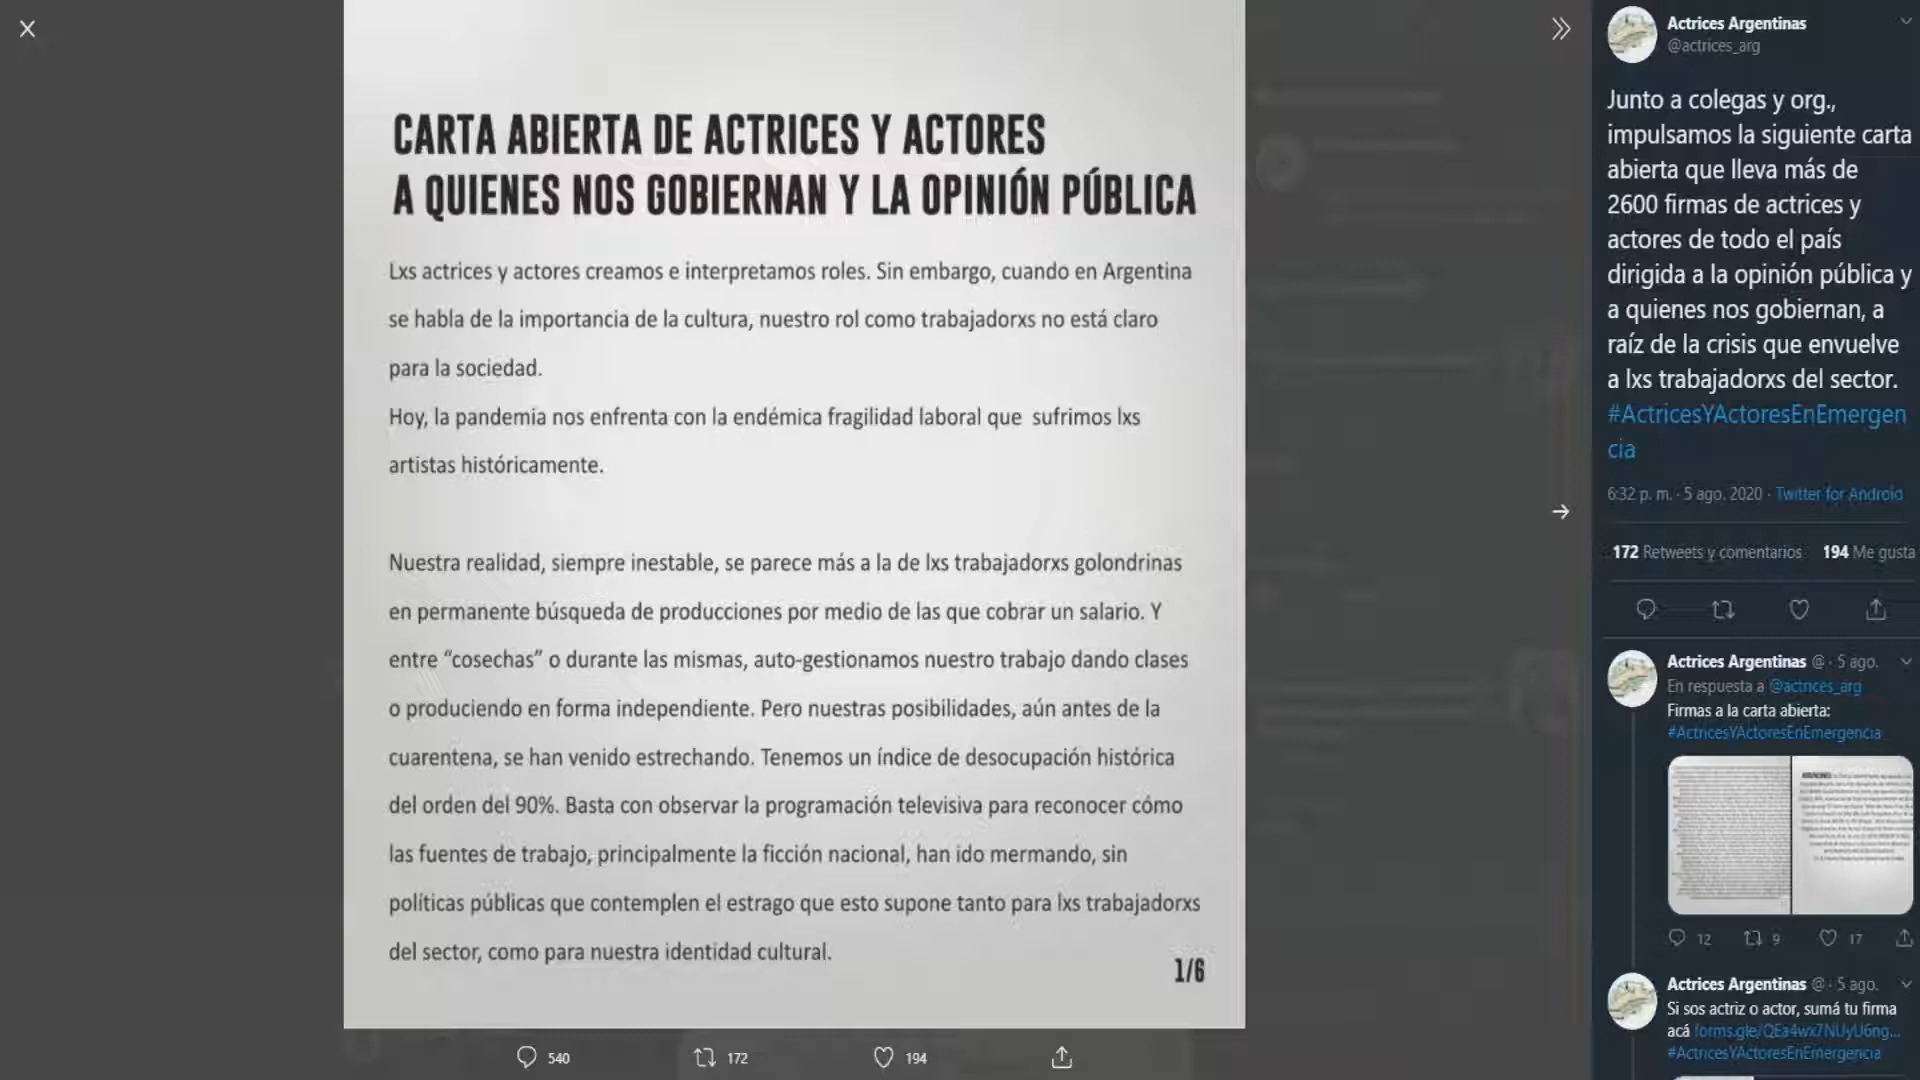 CARTA ABIERTA DE ACTRICES Y ACTORES
A QUIENES NOS GOBIERNAN Y LA OPINIÓN PÚBLICA
Lxs actrices y actores creamos e interpretamos roles. Sin embargo, cuando en Argentina
se habla de la importancia de la cultura, nuestro rol como trabajadorxs no está claro
para la sociedad.
Hoy, la pandemia nos enfrenta con la endémica fragilidad laboral que sufrimos lxs
artistas históricamente.
Nuestra realidad, siempre inestable, se parece más a la de lxs trabajadorxs golondrinas
en permanente búsqueda de producciones por medio de las que cobrar un salario. Y
entre “cosechas” o durante las mismas, auto-gestionamos nuestro trabajo dando clases
o produciendo en forma independiente. Pero nuestras posibilidades, aún antes de la
cuarentena, se han venido estrechando. Tenemos un índice de desocupación histórica
del orden del 90%. Basta con observar la programación televisiva para reconocer cómo
las fuentes de trabajo, principalmente la ficción nacional, han ido mermando, sin
políticas públicas que contemplen el estrago que esto supone tanto para lxs trabajadorxs
del sector, como para nuestra identidad cultural.
1/6
540
172
194
Actrices Argentinas
@actrices_arg
Junto a colegas y org.,
impulsamos la siguiente carta
abierta que lleva más de
2600 firmas de actrices y
actores de todo el país
dirigida a la opinión pública y
a quienes nos gobiernan, a
raíz de la crisis que envuelve
a lxs trabajadorxs del sector.
#ActricesYActoresEnEmergen
cia
6:32 p. m. · 5 ago. 2020 · Twitter for Android
172 Retweets y comentarios 194 Me gusta
Actrices Argentinas @ · 5 ago.
En respuesta a @actrices_arg
Firmas a la carta abierta:
#ActricesYActoresEnEmergencia
12 9 17
Actrices Argentinas @ · 5 ago.
Si sos actriz o actor, sumá tu firma
acá forms.gle/QEa4wx7NUyU6ng...
#ActricesYActoresEnEmergencia